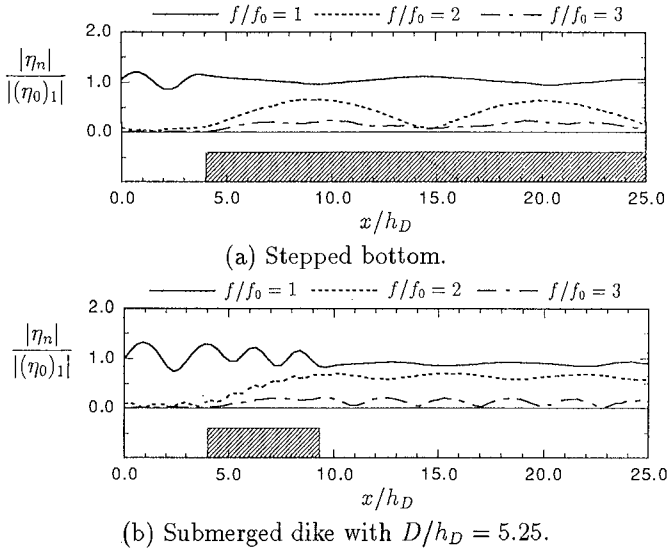 f/f₀ = 1 f/f₀ = 2 f/f₀ = 3
|ηₙ|
|(η₀)₁|
2.0
1.0
0.0
0.0 5.0 10.0 15.0 20.0 25.0
x/h_D
(a) Stepped bottom.
f/f₀ = 1 f/f₀ = 2 f/f₀ = 3
|ηₙ|
|(η₀)₁|
2.0
1.0
0.0
0.0 5.0 10.0 15.0 20.0 25.0
x/h_D
(b) Submerged dike with D/h_D = 5.25.